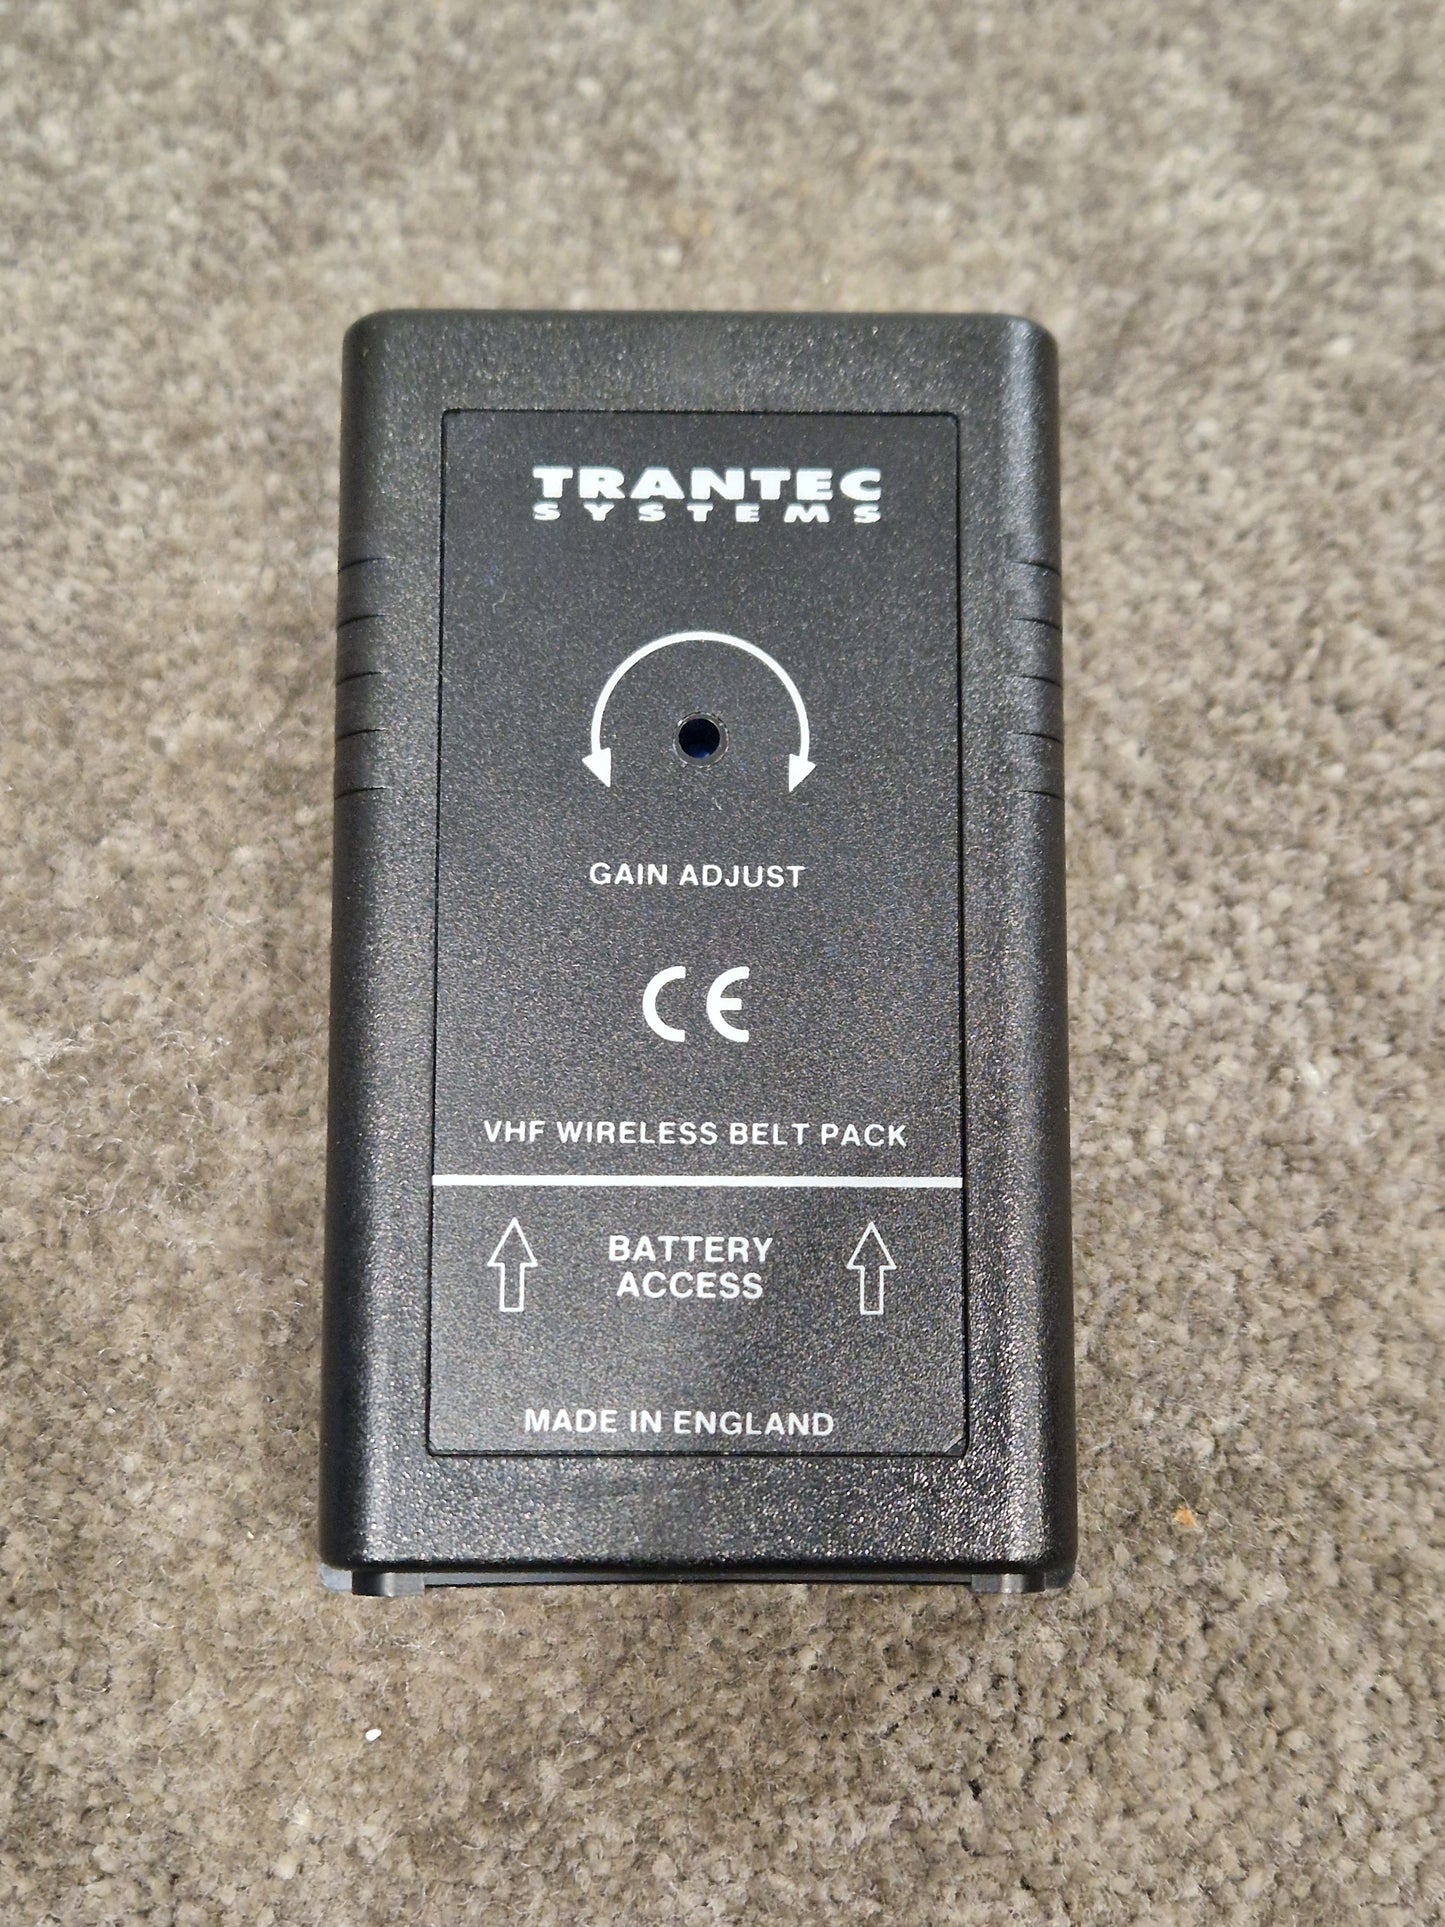 TRANTEC
SYSTEMS
GAIN ADJUST
CE
VHF WIRELESS BELT PACK
BATTERY
ACCESS
MADE IN ENGLAND